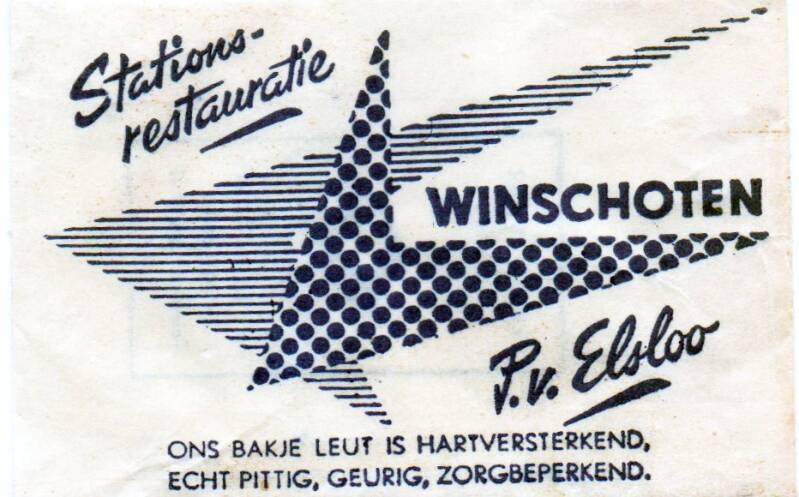 Stations-
restauratie
WINSCHOTEN
P.v. Elsloo
ONS BAKJE LEUT IS HARTVERSTERKEND,
ECHT PITTIG, GEURIG, ZORGBEPERKEND.